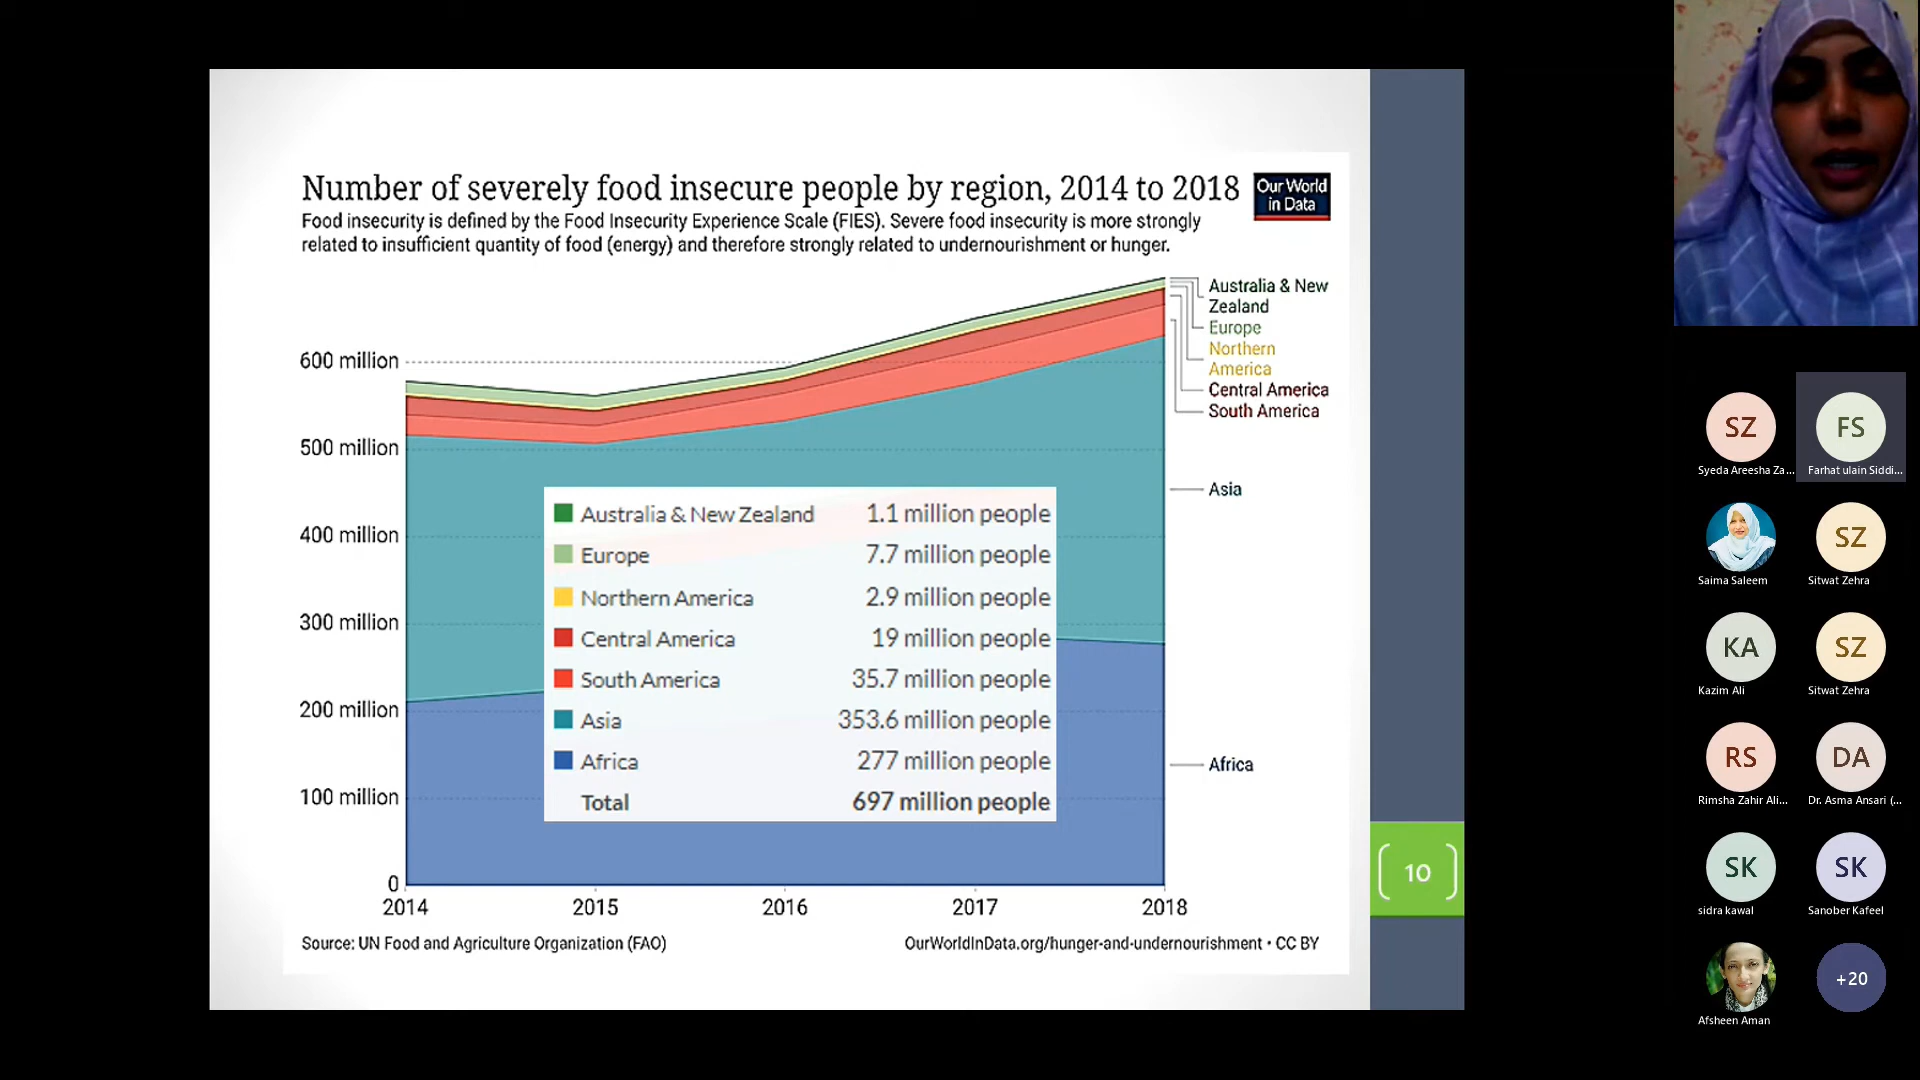 Number of severely food insecure people by region, 2014 to 2018
Our World
in Data
Food insecurity is defined by the Food Insecurity Experience Scale (FIES). Severe food insecurity is more strongly
related to insufficient quantity of food (energy) and therefore strongly related to undernourishment or hunger.
600 million
500 million
400 million
300 million
200 million
100 million
0
2014
2015
2016
2017
2018
Australia & New
Zealand
Europe
Northern
America
Central America
South America
Asia
Africa
Australia & New Zealand 1.1 million people
Europe 7.7 million people
Northern America 2.9 million people
Central America 19 million people
South America 35.7 million people
Asia 353.6 million people
Africa 277 million people
Total 697 million people
Source: UN Food and Agriculture Organization (FAO)
OurWorldInData.org/hunger-and-undernourishment • CC BY
10
SZ
Syeda Areesha Za...
FS
Farhat ulain Siddi...
Saima Saleem
SZ
Sitwat Zehra
KA
Kazim Ali
SZ
Sitwat Zehra
RS
Rimsha Zahir Ali...
DA
Dr. Asma Ansari (...
SK
sidra kawal
SK
Sanober Kafeel
Afsheen Aman
+20